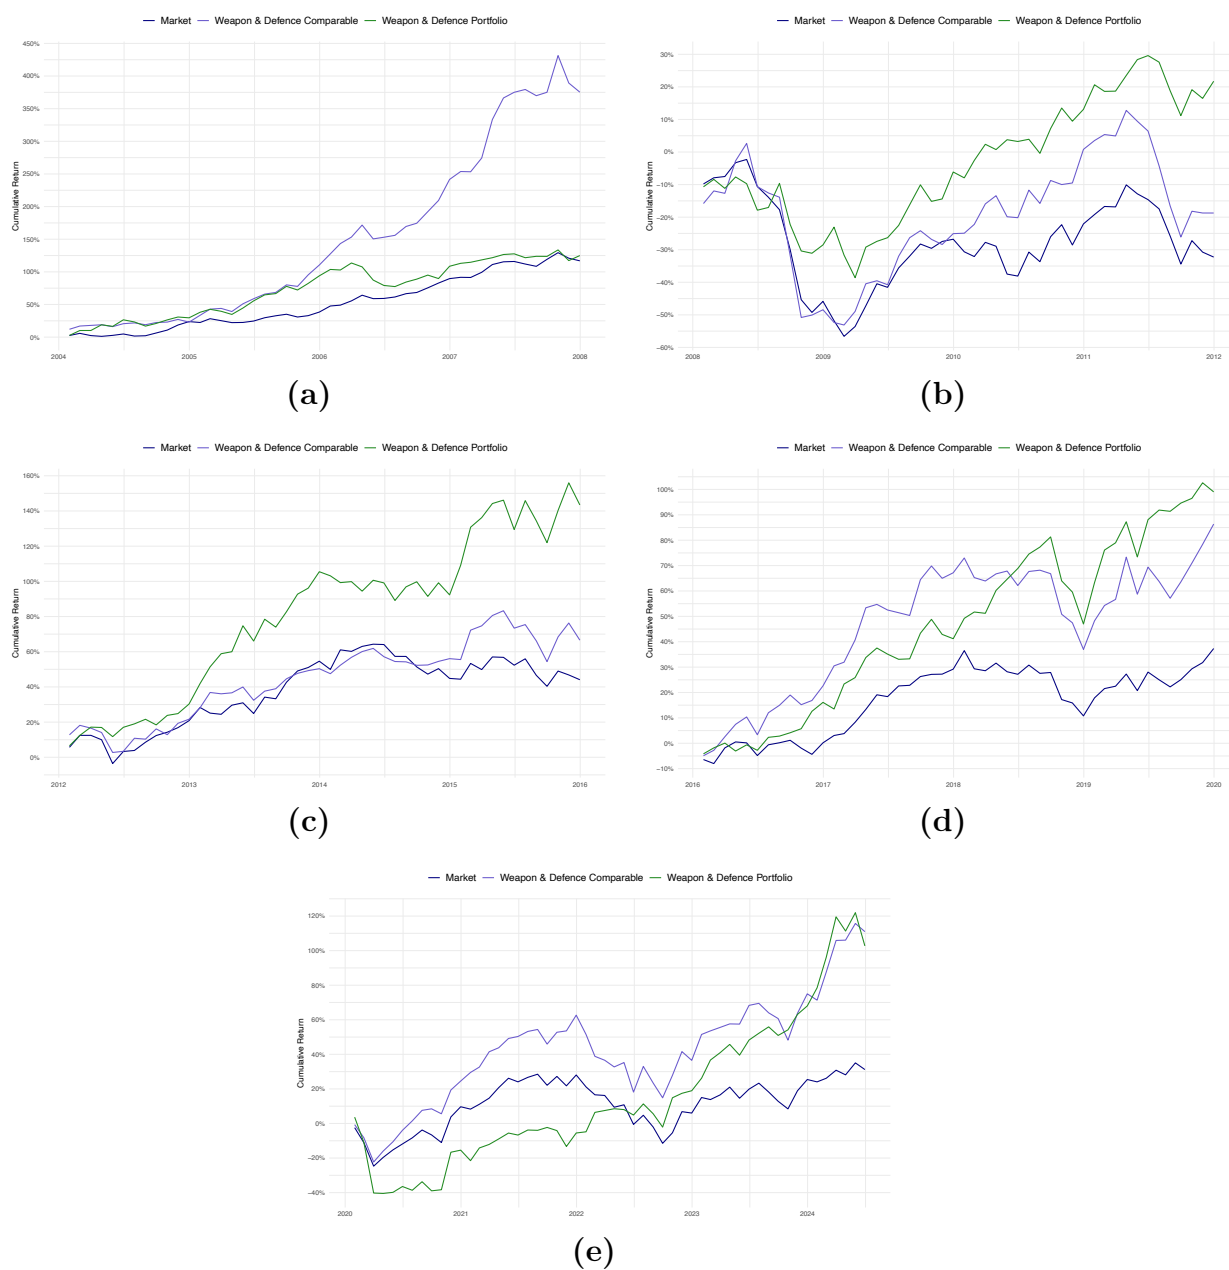 Market Weapon & Defence Comparable Weapon & Defence Portfolio
Cumulative Return
450%
400%
350%
300%
250%
200%
150%
100%
50%
0%
2004 2005 2006 2007 2008
(a)
Market Weapon & Defence Comparable Weapon & Defence Portfolio
Cumulative Return
30%
20%
10%
0%
−10%
−20%
−30%
−40%
−50%
−60%
2008 2009 2010 2011 2012
(b)
Market Weapon & Defence Comparable Weapon & Defence Portfolio
Cumulative Return
160%
140%
120%
100%
80%
60%
40%
20%
0%
2012 2013 2014 2015 2016
(c)
Market Weapon & Defence Comparable Weapon & Defence Portfolio
Cumulative Return
100%
90%
80%
70%
60%
50%
40%
30%
20%
10%
0%
−10%
2016 2017 2018 2019 2020
(d)
Market Weapon & Defence Comparable Weapon & Defence Portfolio
Cumulative Return
120%
100%
80%
60%
40%
20%
0%
−20%
−40%
2020 2021 2022 2023 2024
(e)